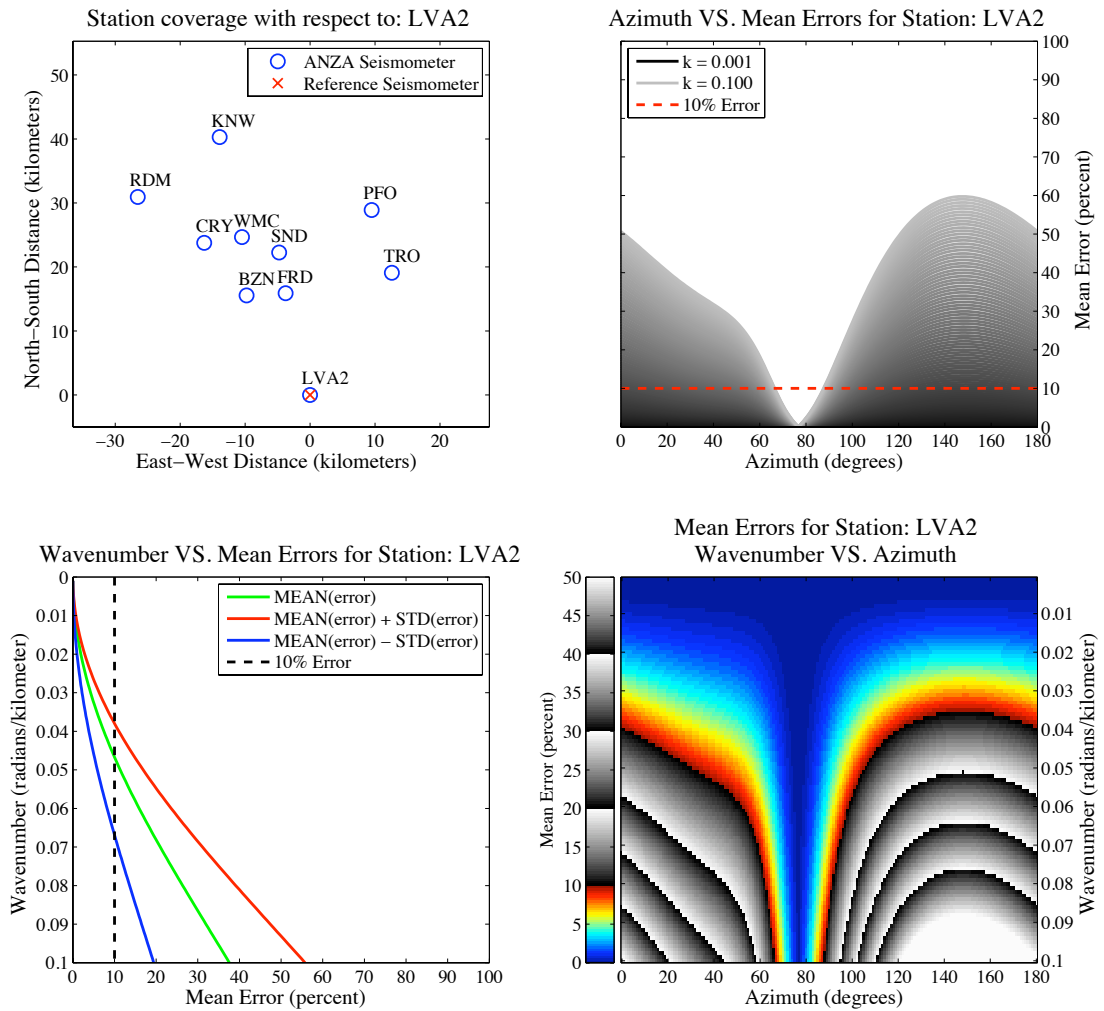 Station coverage with respect to: LVA2
ANZA Seismometer
Reference Seismometer
KNW
RDM
PFO
CRY
WMC
SND
TRO
BZN
FRD
LVA2
50
40
30
20
10
0
−30
−20
−10
0
10
20
North−South Distance (kilometers)
East−West Distance (kilometers)
Azimuth VS. Mean Errors for Station: LVA2
k = 0.001
k = 0.100
10% Error
100
90
80
70
60
50
40
30
20
10
0
Mean Error (percent)
0
20
40
60
80
100
120
140
160
180
Azimuth (degrees)
Wavenumber VS. Mean Errors for Station: LVA2
MEAN(error)
MEAN(error) + STD(error)
MEAN(error) − STD(error)
10% Error
0
0.01
0.02
0.03
0.04
0.05
0.06
0.07
0.08
0.09
0.1
Wavenumber (radians/kilometer)
0
10
20
30
40
50
60
70
80
90
100
Mean Error (percent)
Mean Errors for Station: LVA2
Wavenumber VS. Azimuth
50
45
40
35
30
25
20
15
10
5
0
Mean Error (percent)
0.01
0.02
0.03
0.04
0.05
0.06
0.07
0.08
0.09
0.1
Wavenumber (radians/kilometer)
0
20
40
60
80
100
120
140
160
180
Azimuth (degrees)